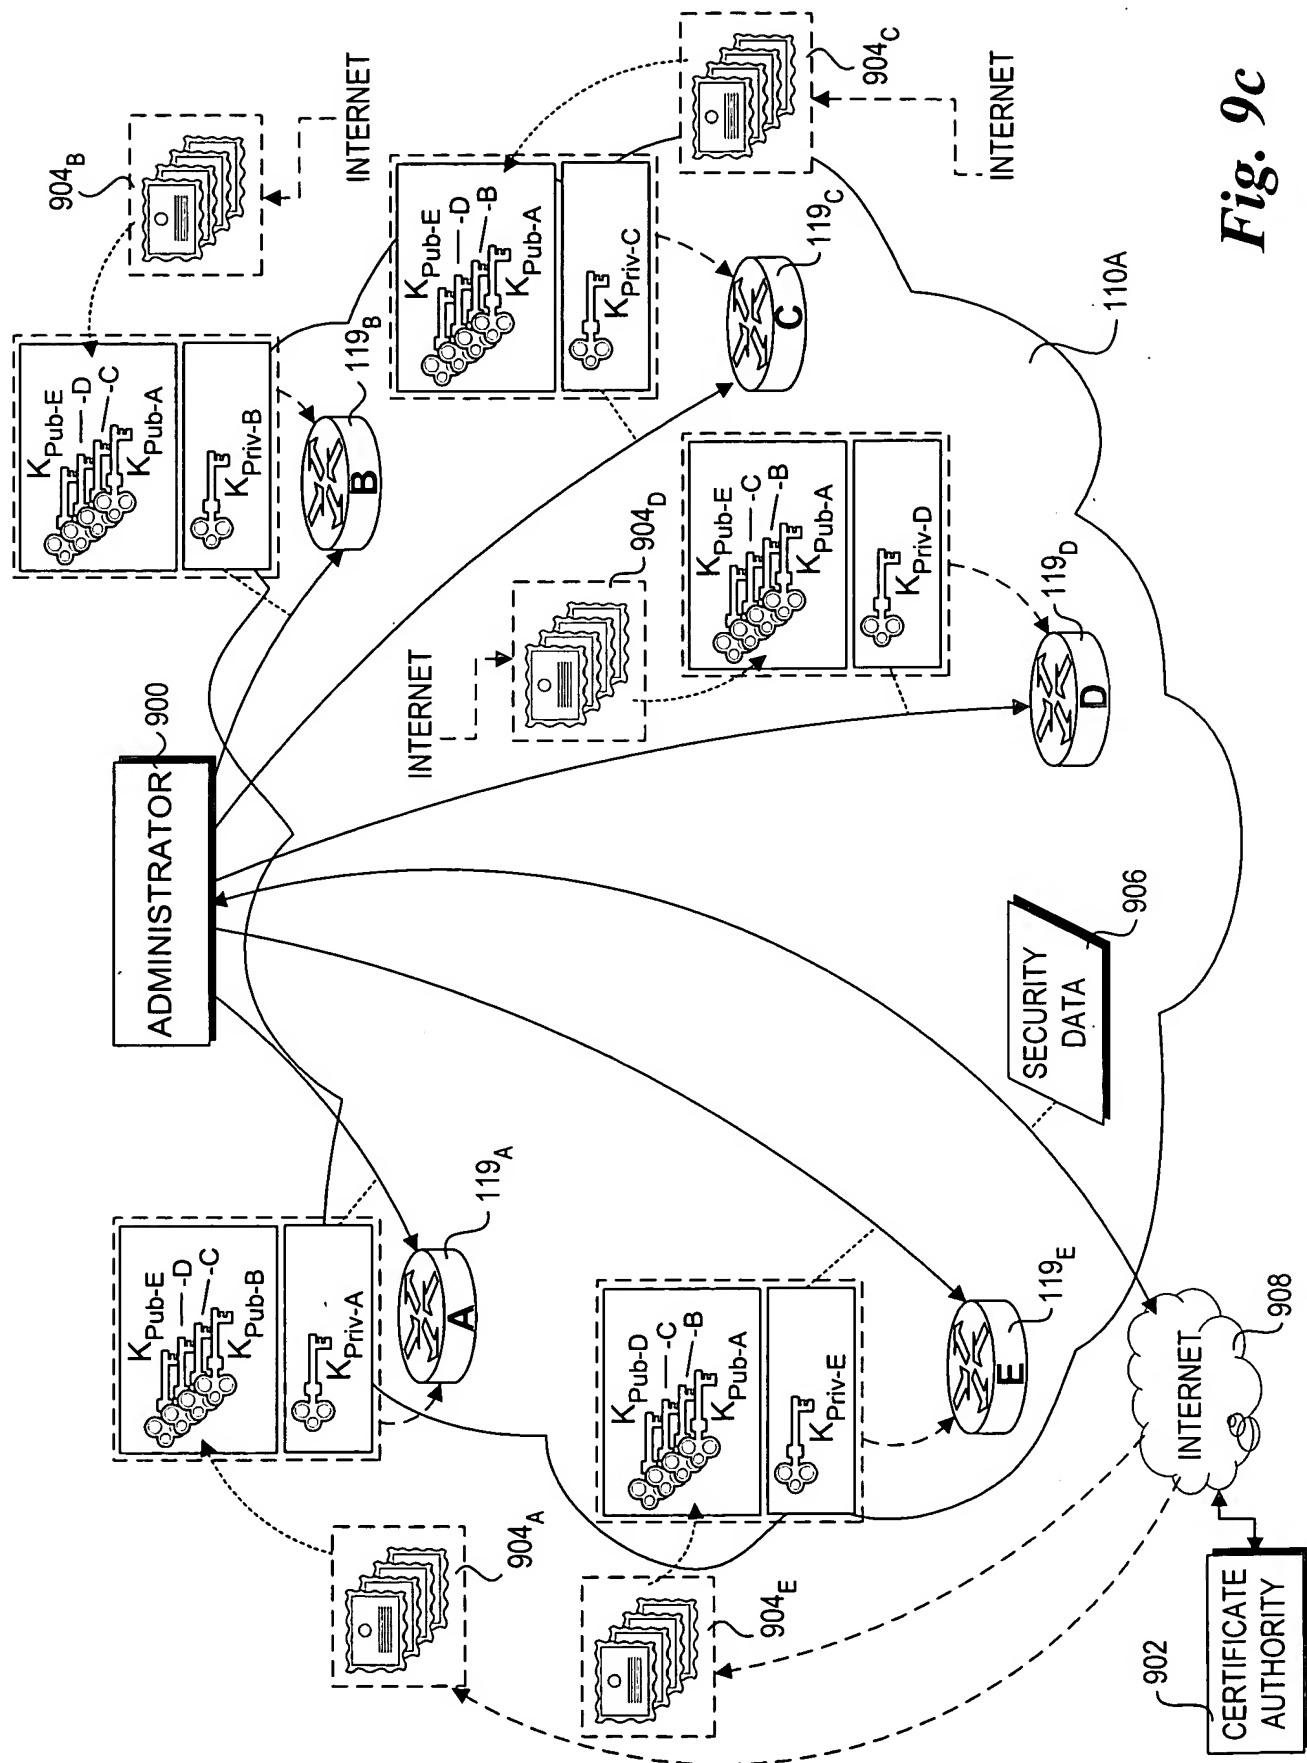 ADMINISTRATOR
900
904A
KPub-E
-D
-C
KPub-B
KPriv-A
119A
A
904B
INTERNET
KPub-E
-D
-C
KPub-A
KPriv-B
119B
B
904C
INTERNET
KPub-E
-D
-B
KPub-A
KPriv-C
119C
C
INTERNET
904D
KPub-E
-C
-B
KPub-A
KPriv-D
119D
D
904E
KPub-D
-C
-B
KPub-A
KPriv-E
119E
E
SECURITY
DATA
906
110A
INTERNET
908
902
CERTIFICATE
AUTHORITY
Fig. 9c